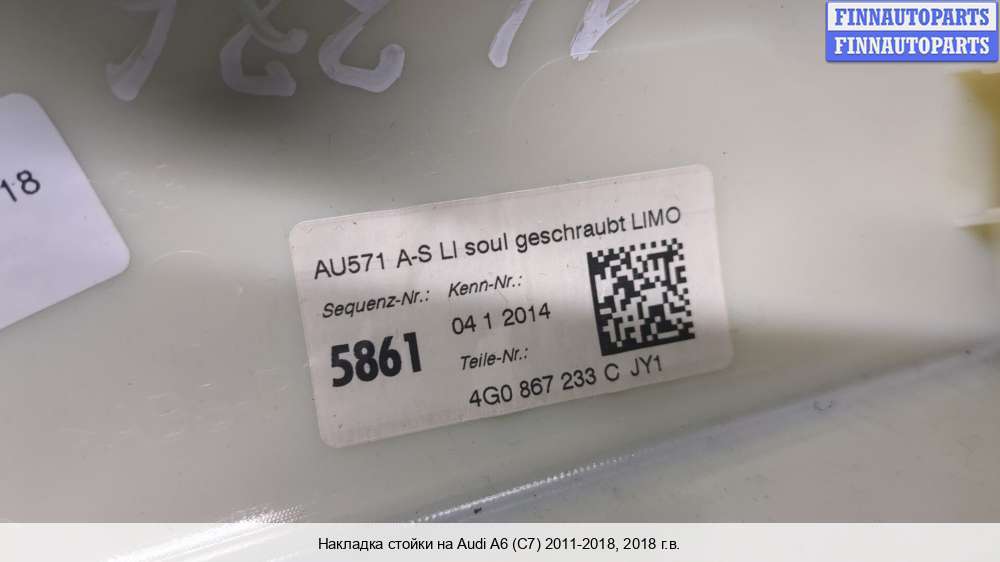 FINNAUTOPARTS
FINNAUTOPARTS
18
AU571 A-S LI soul geschraubt LIMO
Sequenz-Nr.: Kenn-Nr.:
5861 04 1 2014
Teile-Nr.:
4G0 867 233 C JY1
Накладка стойки на Audi A6 (C7) 2011-2018, 2018 г.в.